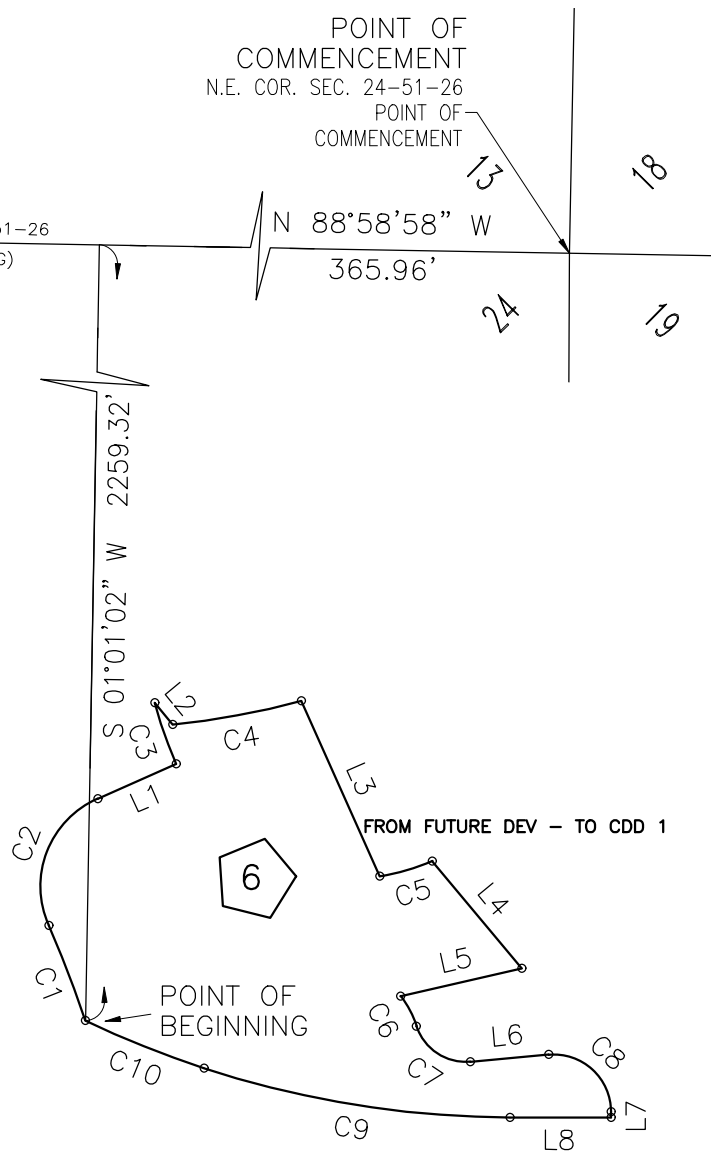 POINT OF
COMMENCEMENT
N.E. COR. SEC. 24-51-26
POINT OF
COMMENCEMENT
13
18
51-26
G)
N 88°58'58" W
365.96'
24
19
S 01°01'02" W 2259.32'
L2
C3
C4
L1
L3
C2
FROM FUTURE DEV - TO CDD 1
6
C5
L4
L5
C1
POINT OF
BEGINNING
C6
L6
C7
C8
C10
L7
C9
L8